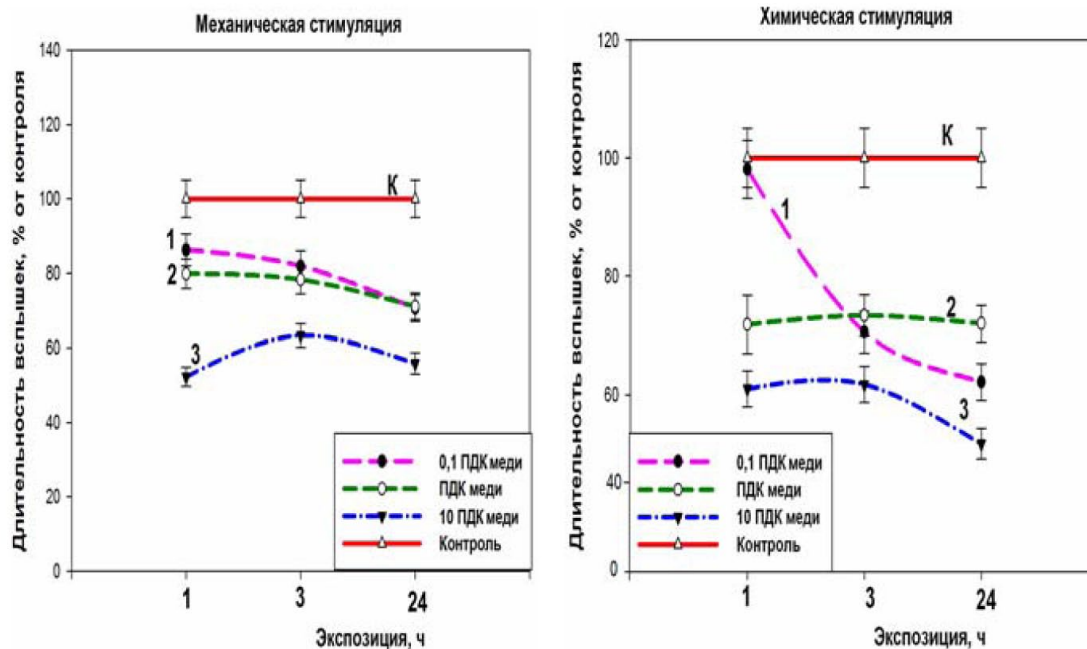 Механическая стимуляция
Длительность вспышек, % от контроля
140
120
100
80
60
40
20
0
К
1
2
3
0,1 ПДК меди
ПДК меди
10 ПДК меди
Контроль
1 3 24
Экспозиция, ч
Химическая стимуляция
Длительность вспышек, % от контроля
120
100
80
60
40
20
0
К
1
2
3
0,1 ПДК меди
ПДК меди
10 ПДК меди
Контроль
1 3 24
Экспозиция, ч